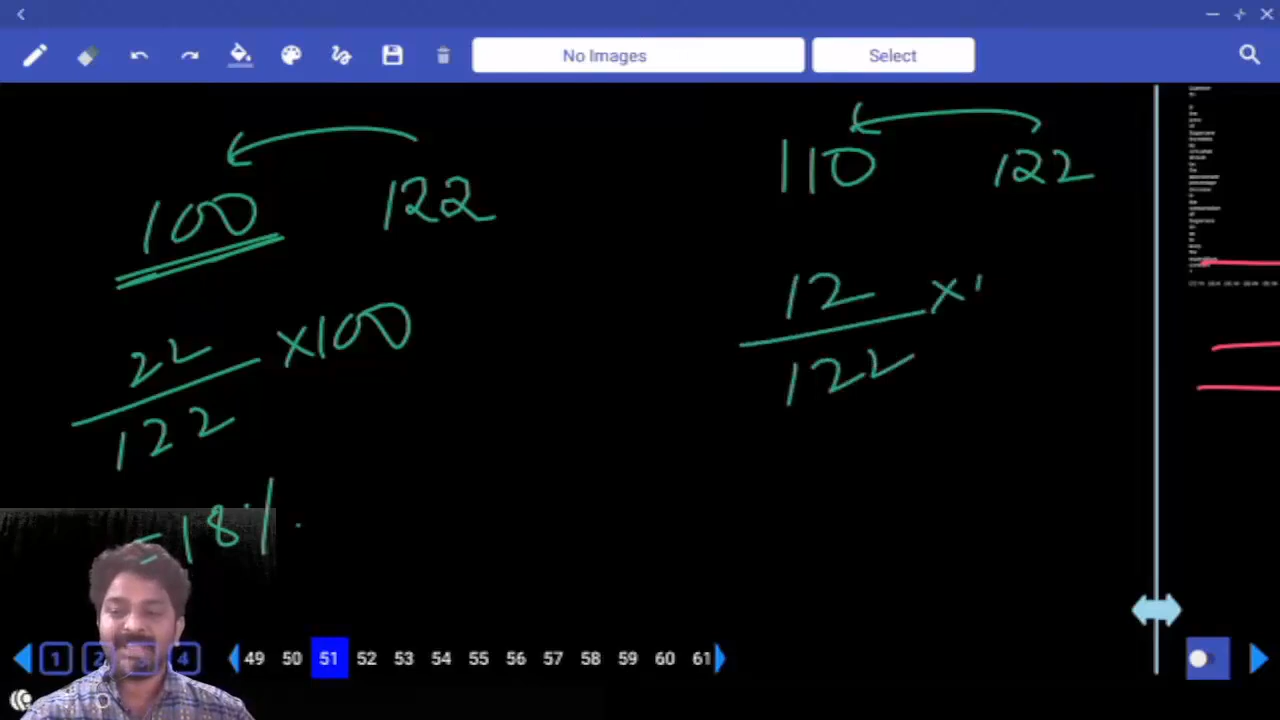 No Images
Select
100 122
110 122
22
122
×100
12
122
×1
=18%
1 2 3 4
49 50 51 52 53 54 55 56 57 58 59 60 61